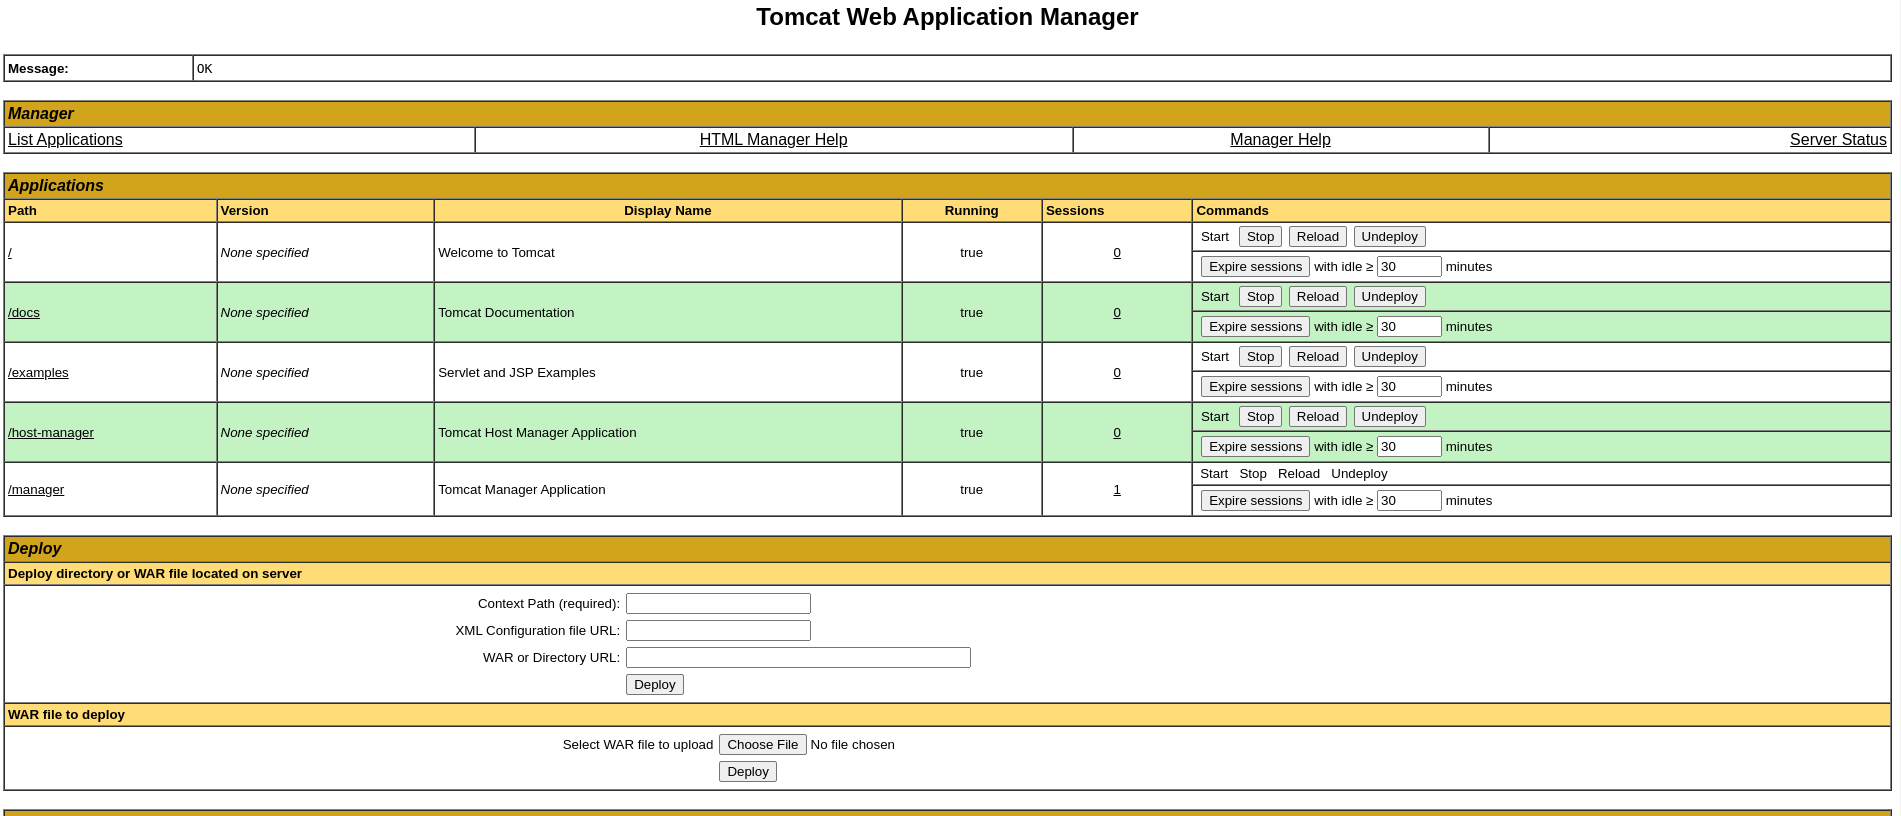 Tomcat Web Application Manager
Message: OK
Manager
List Applications HTML Manager Help Manager Help Server Status
Applications
Path Version Display Name Running Sessions Commands
/ None specified Welcome to Tomcat true 0 Start Stop Reload Undeploy
Expire sessions with idle ≥ 30 minutes
/docs None specified Tomcat Documentation true 0 Start Stop Reload Undeploy
Expire sessions with idle ≥ 30 minutes
/examples None specified Servlet and JSP Examples true 0 Start Stop Reload Undeploy
Expire sessions with idle ≥ 30 minutes
/host-manager None specified Tomcat Host Manager Application true 0 Start Stop Reload Undeploy
Expire sessions with idle ≥ 30 minutes
/manager None specified Tomcat Manager Application true 1 Start Stop Reload Undeploy
Expire sessions with idle ≥ 30 minutes
Deploy
Deploy directory or WAR file located on server
Context Path (required):
XML Configuration file URL:
WAR or Directory URL:
Deploy
WAR file to deploy
Select WAR file to upload Choose File No file chosen
Deploy